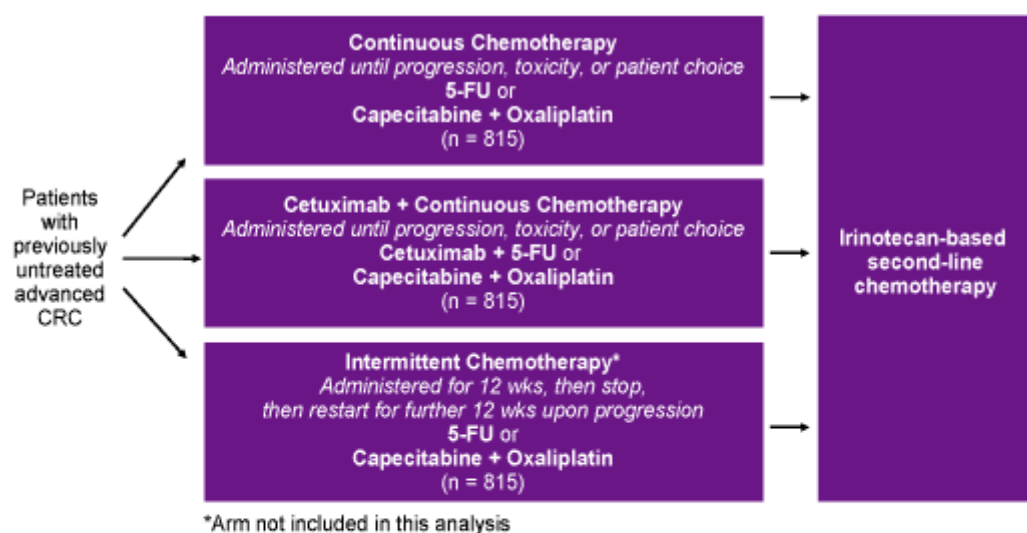 Patients
with
previously
untreated
advanced
CRC
Continuous Chemotherapy
Administered until progression, toxicity, or patient choice
5-FU or
Capecitabine + Oxaliplatin
(n = 815)
Cetuximab + Continuous Chemotherapy
Administered until progression, toxicity, or patient choice
Cetuximab + 5-FU or
Capecitabine + Oxaliplatin
(n = 815)
Intermittent Chemotherapy*
Administered for 12 wks, then stop,
then restart for further 12 wks upon progression
5-FU or
Capecitabine + Oxaliplatin
(n = 815)
Irinotecan-based
second-line
chemotherapy
*Arm not included in this analysis